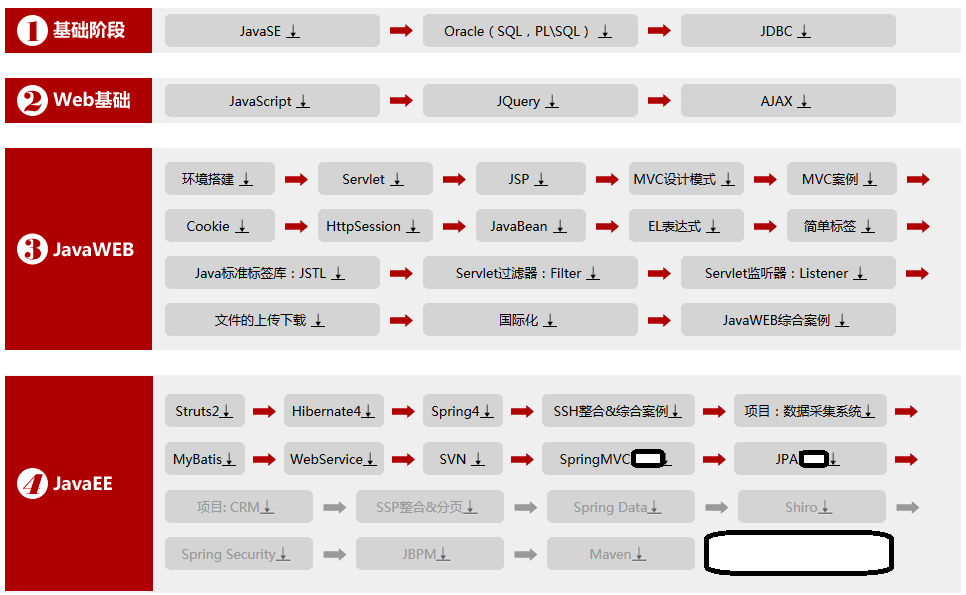 1 基础阶段 JavaSE ↓ Oracle（SQL，PL\SQL） ↓ JDBC ↓
2 Web基础 JavaScript ↓ JQuery ↓ AJAX ↓
环境搭建 ↓ Servlet ↓ JSP ↓ MVC设计模式 ↓ MVC案例 ↓
Cookie ↓ HttpSession ↓ JavaBean ↓ EL表达式 ↓ 简单标签 ↓
3 JavaWEB
Java标准标签库：JSTL ↓ Servlet过滤器：Filter ↓ Servlet监听器：Listener ↓
文件的上传下载 ↓ 国际化 ↓ JavaWEB综合案例 ↓
Struts2↓ Hibernate4↓ Spring4↓ SSH整合&综合案例↓ 项目：数据采集系统↓
MyBatis↓ WebService↓ SVN ↓ SpringMVC JPA ↓
4 JavaEE
项目: CRM↓ SSP整合&分页↓ Spring Data↓ Shiro↓
Spring Security↓ JBPM↓ Maven↓